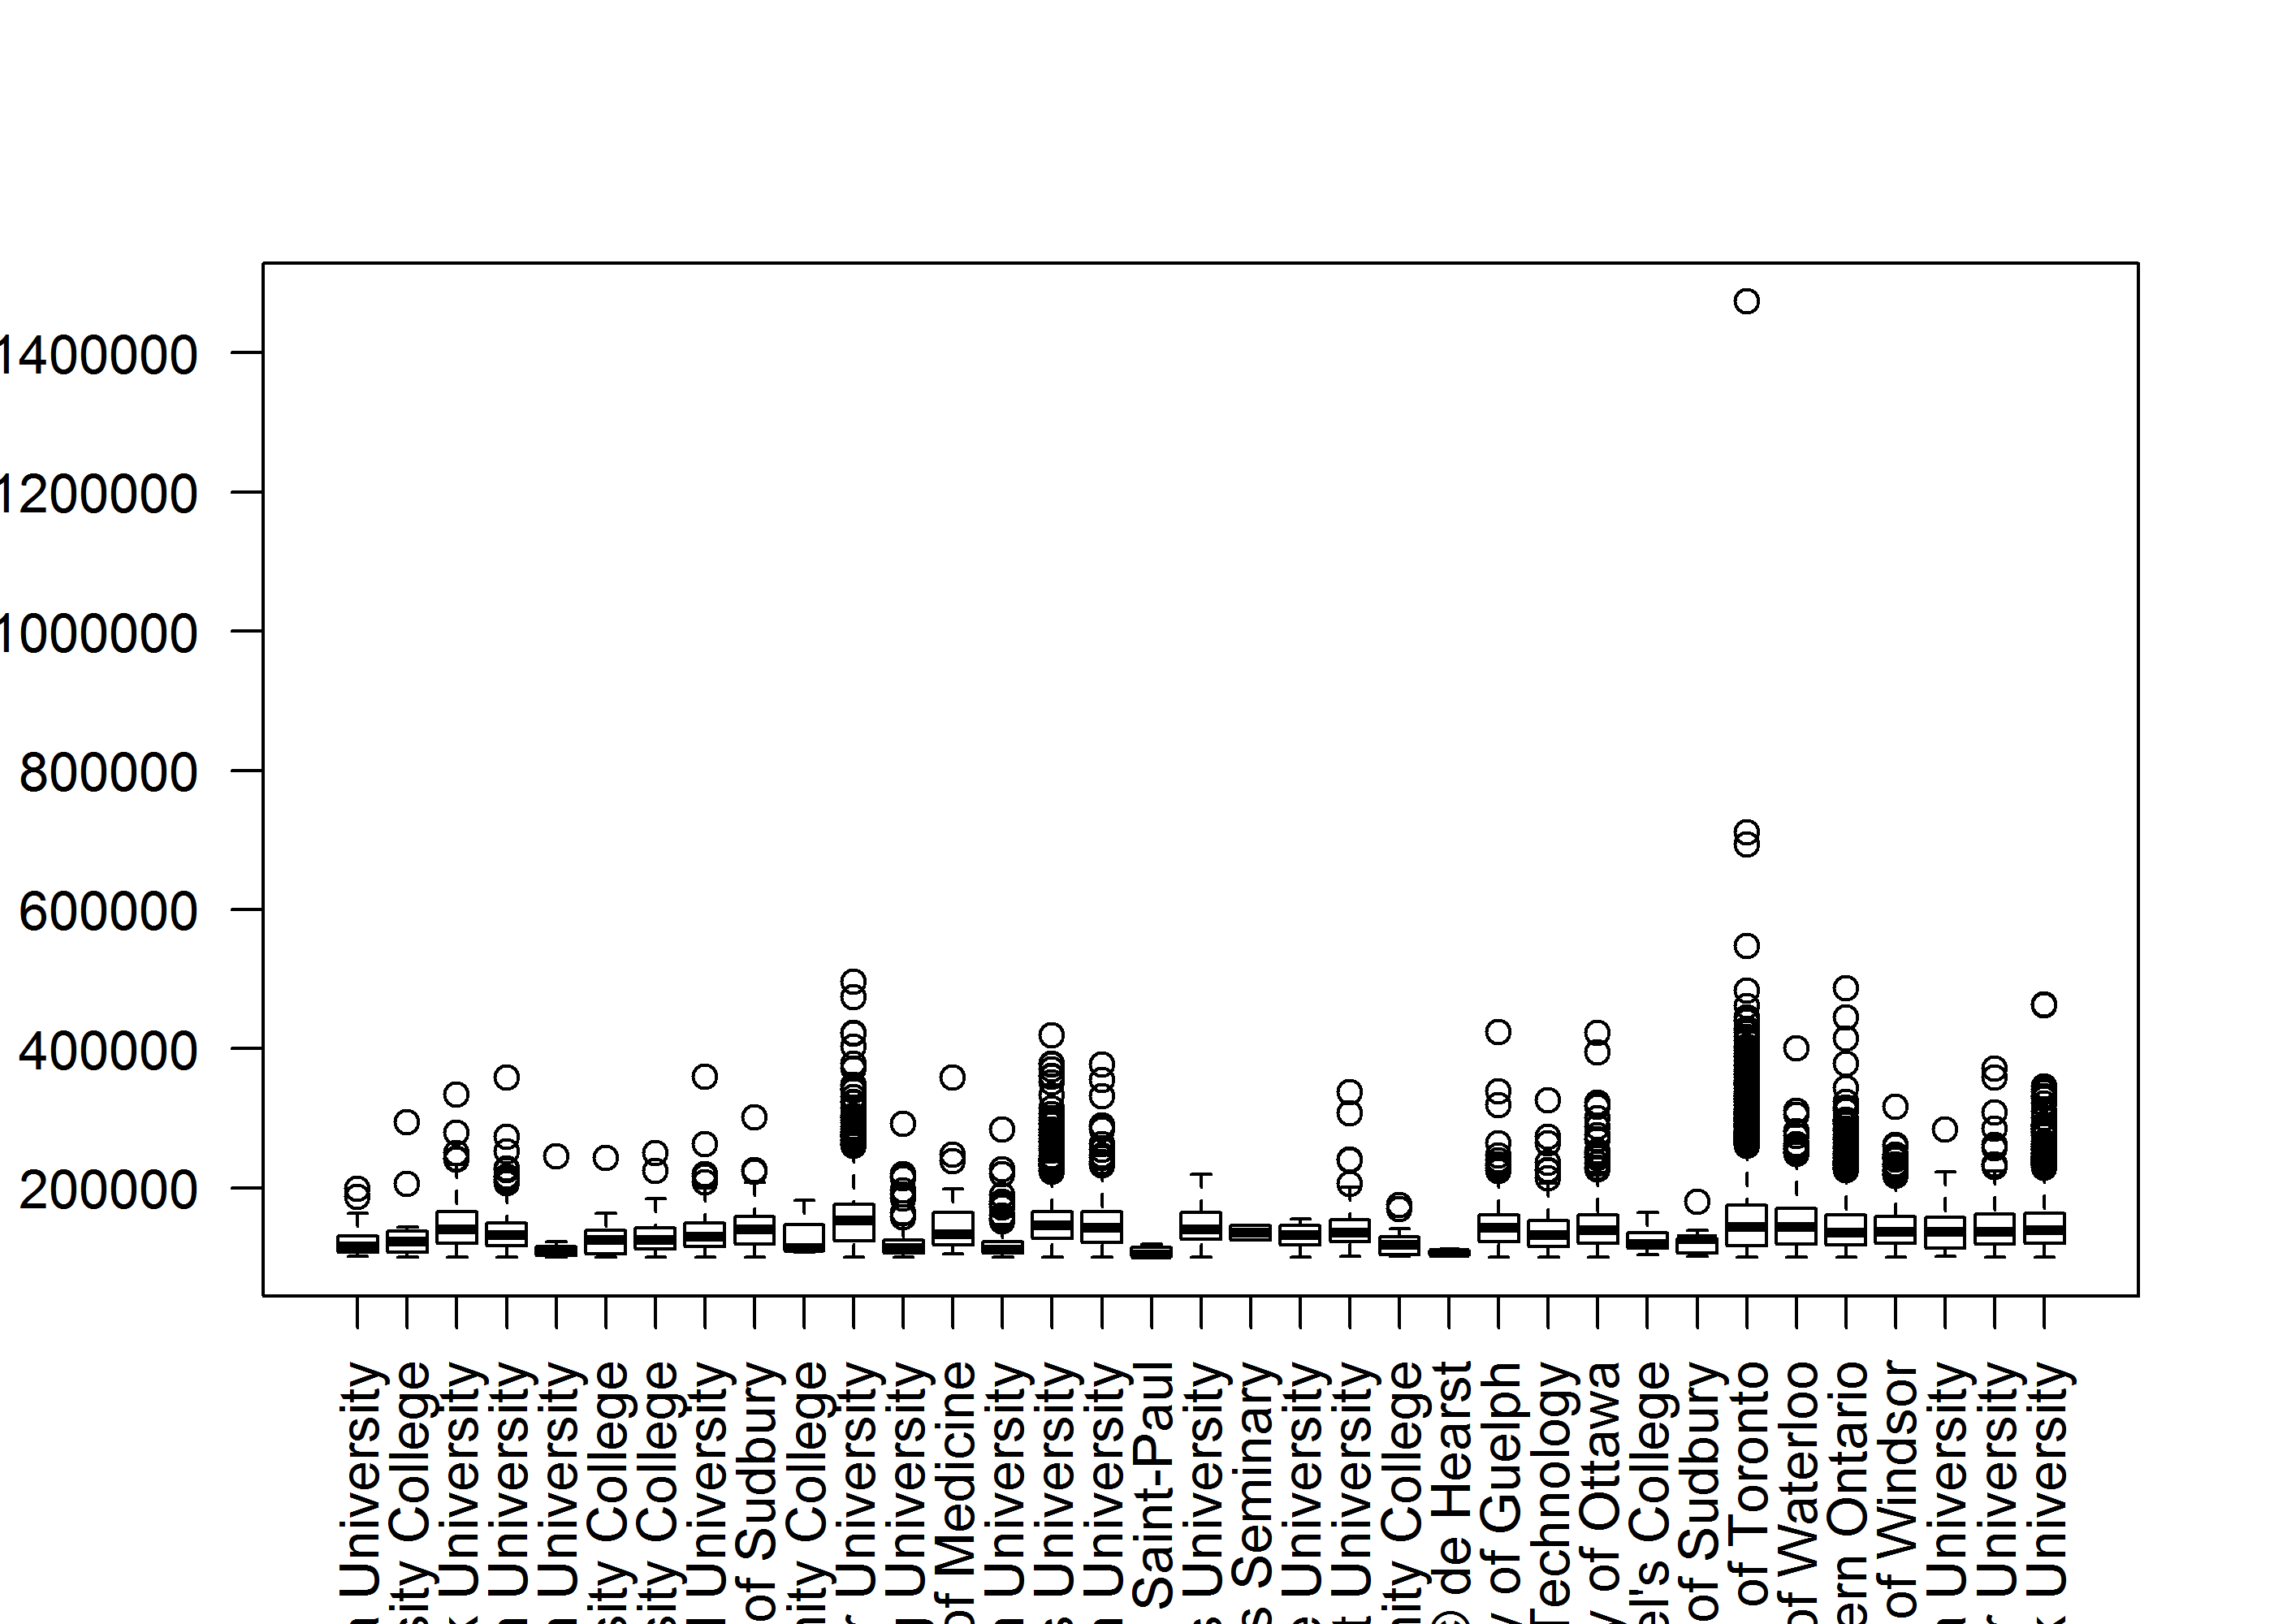 1400000
1200000
1000000
800000
600000
400000
200000
University
College
University
University
University
College
College
University
of Sudbury
College
University
University
of Medicine
University
University
University
Saint-Paul
University
Seminary
University
University
College
de Hearst
of Guelph
Technology
of Ottawa
College
of Sudbury
of Toronto
of Waterloo
Ontario
of Windsor
University
University
University